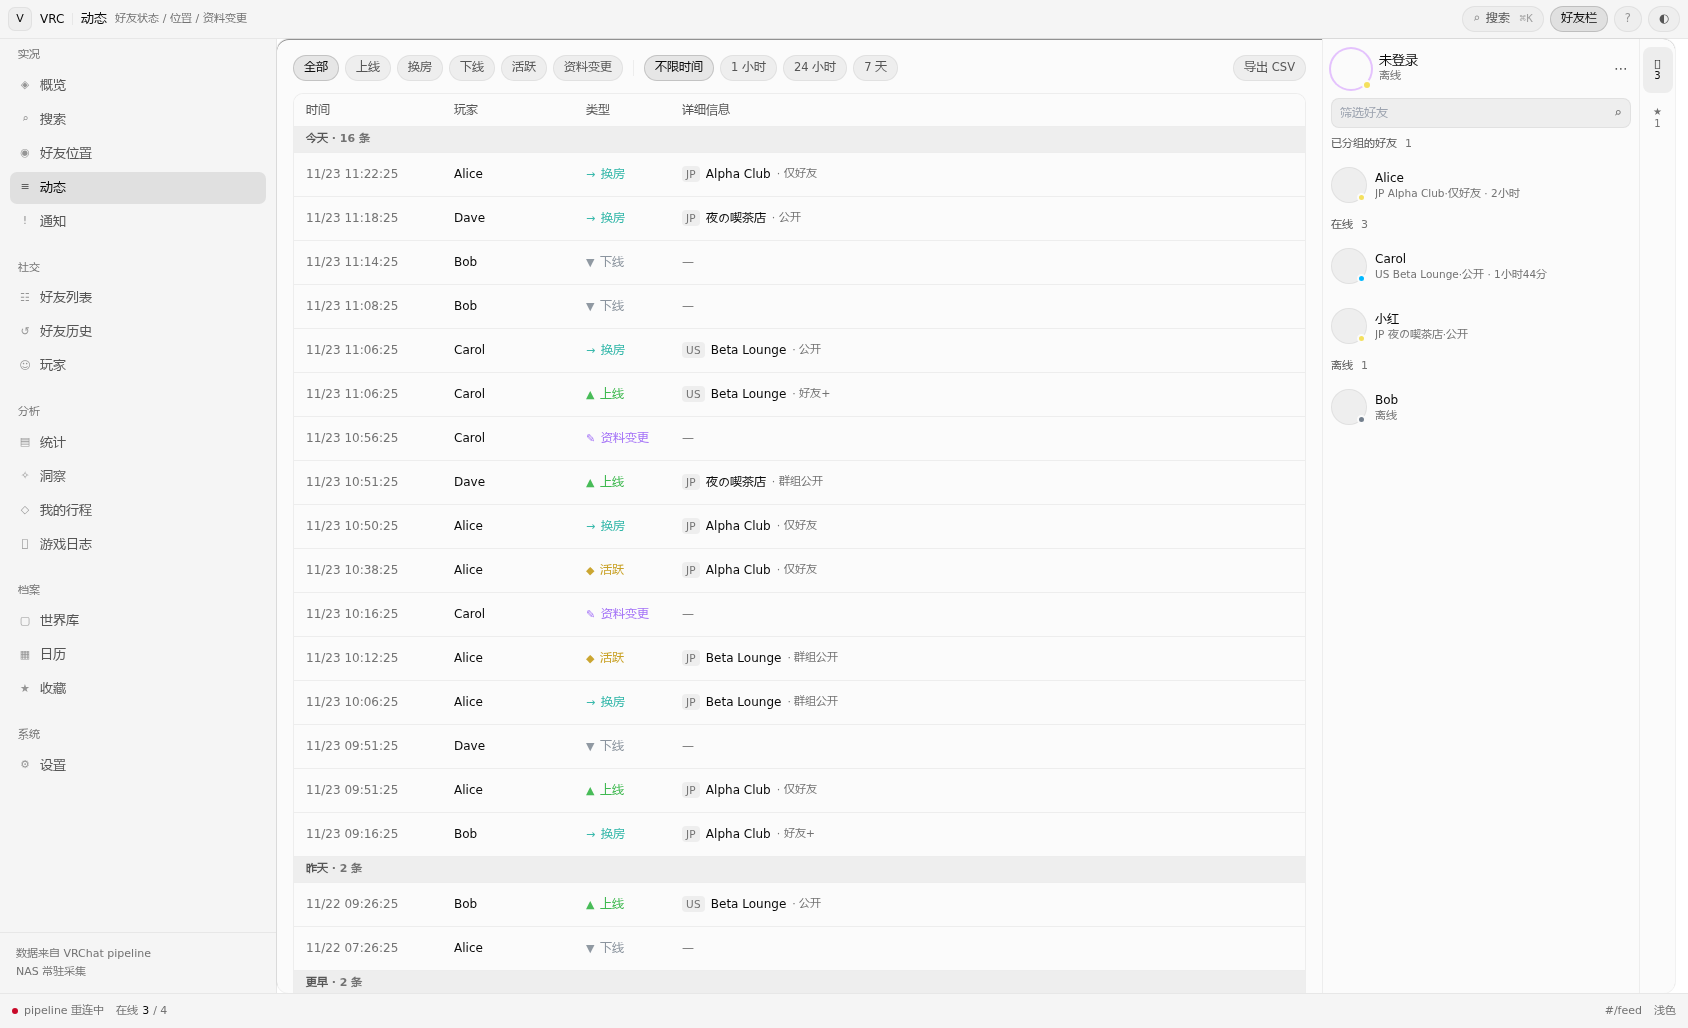 V VRC 动态 好友状态 / 位置 / 资料变更
搜索 ⌘K 好友栏 ?
实况
概览
搜索
好友位置
动态
通知
社交
好友列表
好友历史
玩家
分析
统计
洞察
我的行程
游戏日志
档案
世界库
日历
收藏
系统
设置
数据来自 VRChat pipeline
NAS 常驻采集
全部 上线 换房 下线 活跃 资料变更 不限时间 1 小时 24 小时 7 天 导出 CSV
时间 玩家 类型 详细信息
今天 · 16 条
11/23 11:22:25 Alice → 换房 JP Alpha Club · 仅好友
11/23 11:18:25 Dave → 换房 JP 夜の喫茶店 · 公开
11/23 11:14:25 Bob ▼ 下线 —
11/23 11:08:25 Bob ▼ 下线 —
11/23 11:06:25 Carol → 换房 US Beta Lounge · 公开
11/23 11:06:25 Carol ▲ 上线 US Beta Lounge · 好友+
11/23 10:56:25 Carol ✎ 资料变更 —
11/23 10:51:25 Dave ▲ 上线 JP 夜の喫茶店 · 群组公开
11/23 10:50:25 Alice → 换房 JP Alpha Club · 仅好友
11/23 10:38:25 Alice ◆ 活跃 JP Alpha Club · 仅好友
11/23 10:16:25 Carol ✎ 资料变更 —
11/23 10:12:25 Alice ◆ 活跃 JP Beta Lounge · 群组公开
11/23 10:06:25 Alice → 换房 JP Beta Lounge · 群组公开
11/23 09:51:25 Dave ▼ 下线 —
11/23 09:51:25 Alice ▲ 上线 JP Alpha Club · 仅好友
11/23 09:16:25 Bob → 换房 JP Alpha Club · 好友+
昨天 · 2 条
11/22 09:26:25 Bob ▲ 上线 US Beta Lounge · 公开
11/22 07:26:25 Alice ▼ 下线 —
更早 · 2 条
未登录
离线
…
筛选好友
已分组的好友 1
Alice
JP Alpha Club·仅好友 · 2小时
在线 3
Carol
US Beta Lounge·公开 · 1小时44分
小红
JP 夜の喫茶店·公开
离线 1
Bob
离线
3
★
1
pipeline 重连中 在线 3 / 4
#/feed 浅色